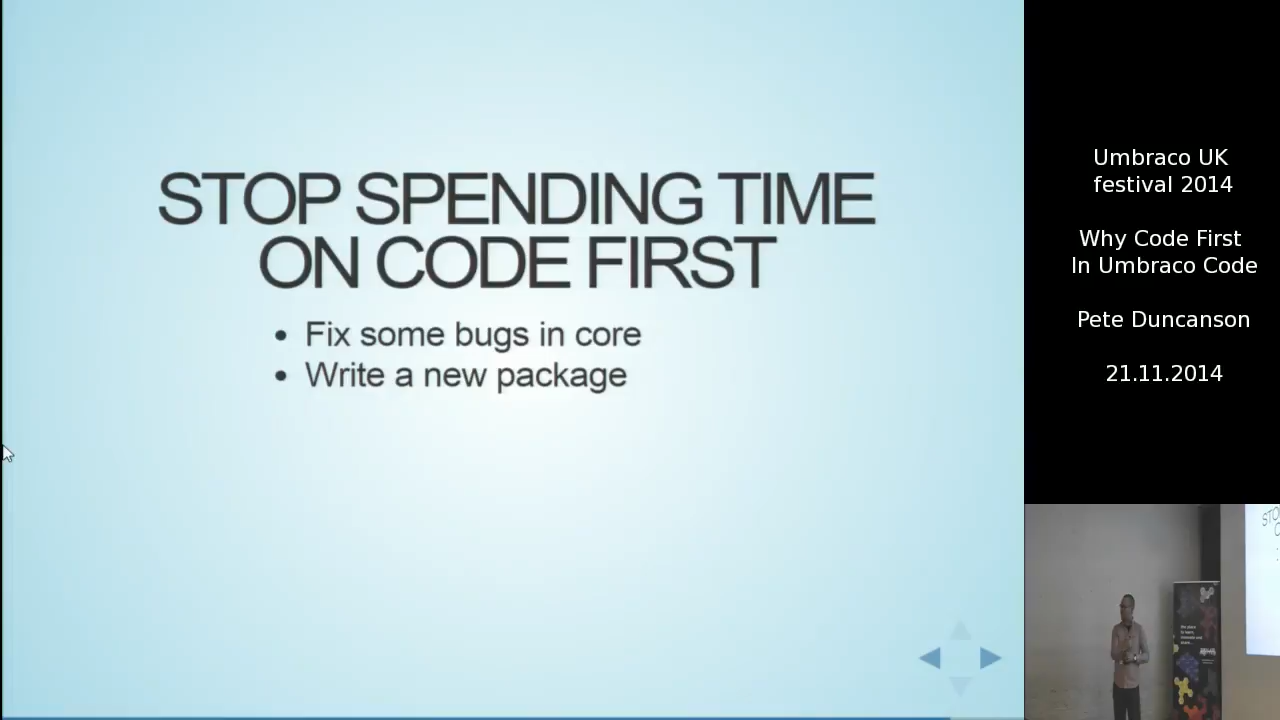 STOP SPENDING TIME
ON CODE FIRST
• Fix some bugs in core
• Write a new package
Umbraco UK
festival 2014
Why Code First
In Umbraco Code
Pete Duncanson
21.11.2014
STO